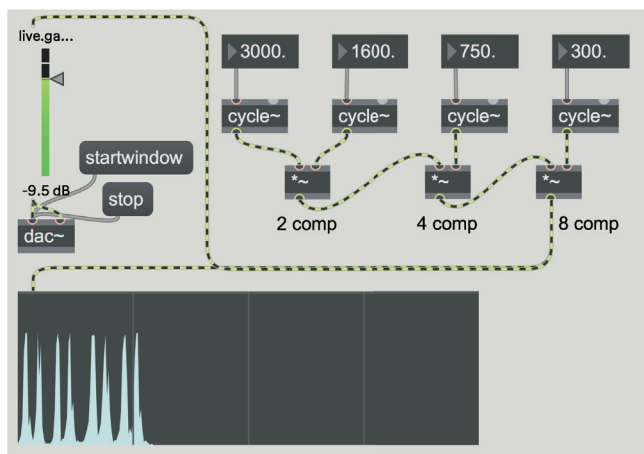 live.ga...
3000.
1600.
750.
300.
cycle~
cycle~
cycle~
cycle~
startwindow
*~
*~
*~
-9.5 dB
stop
2 comp
4 comp
8 comp
dac~